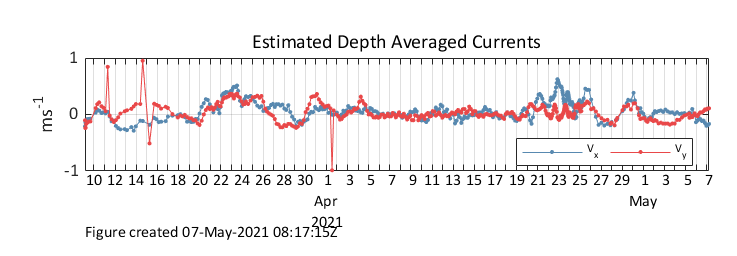 Estimated Depth Averaged Currents
1
0
-1
ms-1
10 12 14 16 18 20 22 24 26 28 30 1 3 5 7 9 11 13 15 17 19 21 23 25 27 29 1 3 5 7
Apr May
2021
Vx Vy
Figure created 07-May-2021 08:17:15Z